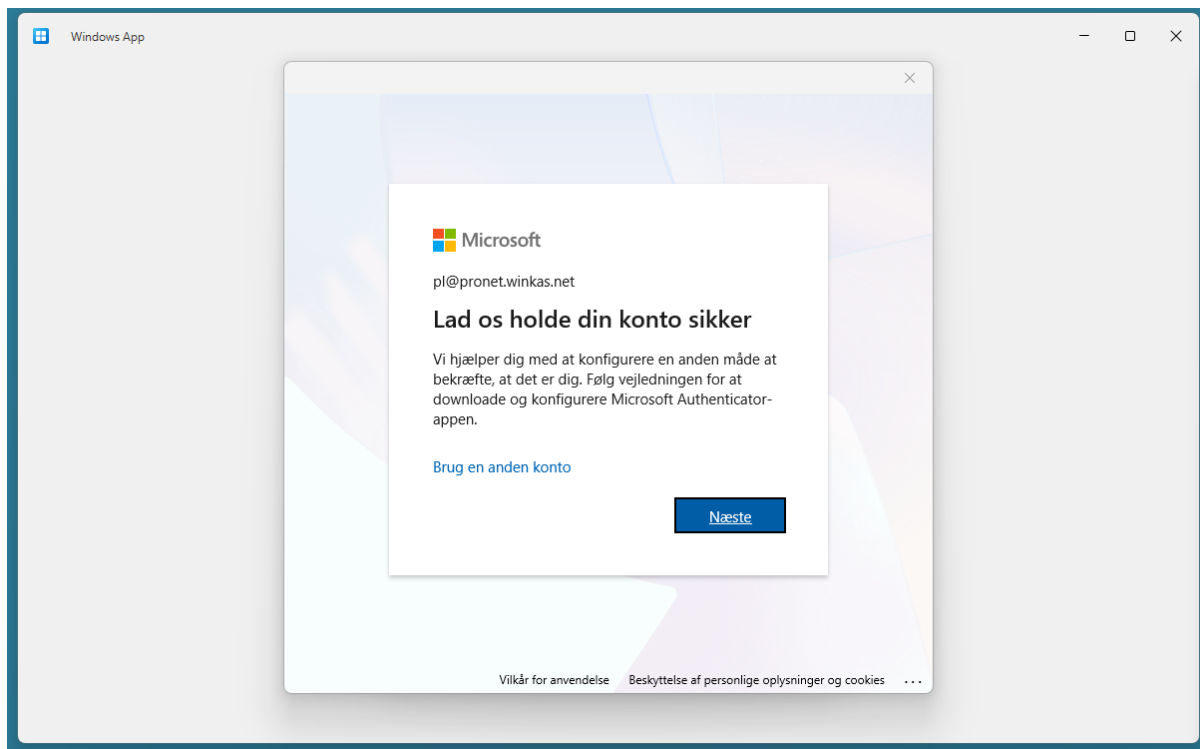 Windows App
Microsoft
pl@pronet.winkas.net
Lad os holde din konto sikker
Vi hjælper dig med at konfigurere en anden måde at
bekræfte, at det er dig. Følg vejledningen for at
downloade og konfigurere Microsoft Authenticator-
appen.
Brug en anden konto
Næste
Vilkår for anvendelse Beskyttelse af personlige oplysninger og cookies ...